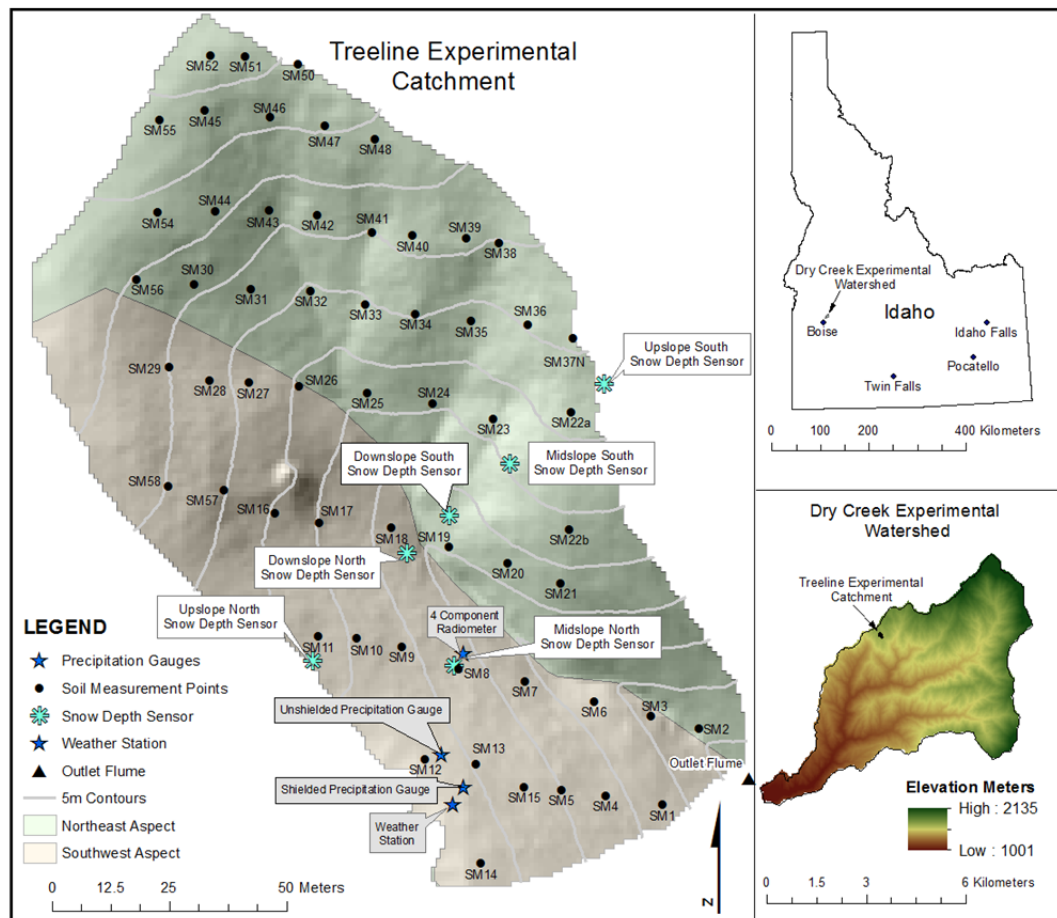 Treeline Experimental
Catchment
SM52
SM51
SM50
SM55
SM45
SM46
SM47
SM48
SM54
SM44
SM43
SM42
SM41
SM40
SM39
SM38
SM56
SM30
SM31
SM32
SM33
SM34
SM35
SM36
SM37N
Upslope South
Snow Depth Sensor
SM29
SM28
SM27
SM26
SM25
SM24
SM23
SM22a
Downslope South
Snow Depth Sensor
Midslope South
Snow Depth Sensor
SM58
SM57
SM16
SM17
SM18
SM19
SM22b
SM20
SM21
Downslope North
Snow Depth Sensor
Upslope North
Snow Depth Sensor
4 Component
Radiometer
Midslope North
Snow Depth Sensor
SM11
SM10
SM9
SM8
SM7
SM6
SM3
SM2
Unshielded Precipitation Gauge
SM13
SM12
Outlet Flume
Shielded Precipitation Gauge
SM15
SM5
SM4
SM1
Weather
Station
SM14
LEGEND
Precipitation Gauges
Soil Measurement Points
Snow Depth Sensor
Weather Station
Outlet Flume
5m Contours
Northeast Aspect
Southwest Aspect
0 12.5 25 50 Meters
N
Dry Creek Experimental
Watershed
Idaho
Boise
Idaho Falls
Pocatello
Twin Falls
0 100 200 400 Kilometers
Dry Creek Experimental
Watershed
Treeline Experimental
Catchment
Elevation Meters
High : 2135
Low : 1001
0 1.5 3 6 Kilometers